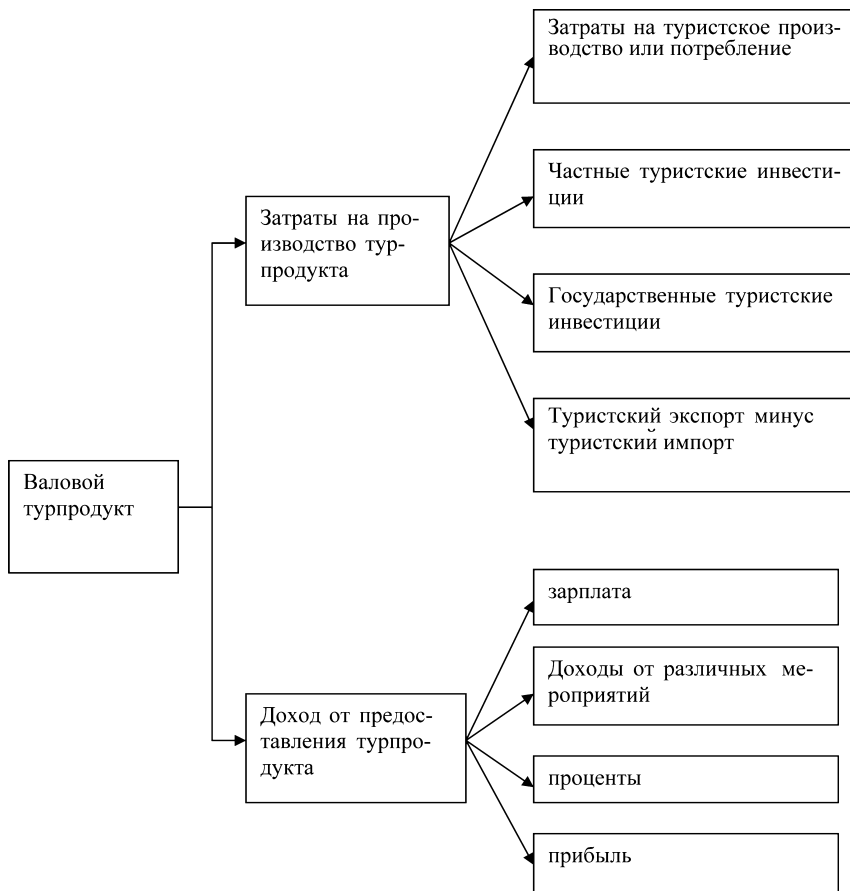 Затраты на туристское произ-
водство или потребление
Частные туристские инвести-
ции
Затраты на про-
изводство тур-
продукта
Государственные туристские
инвестиции
Туристский экспорт минус
туристский импорт
Валовой
турпродукт
зарплата
Доходы от различных ме-
роприятий
Доход от предос-
тавления турпро-
дукта
проценты
прибыль